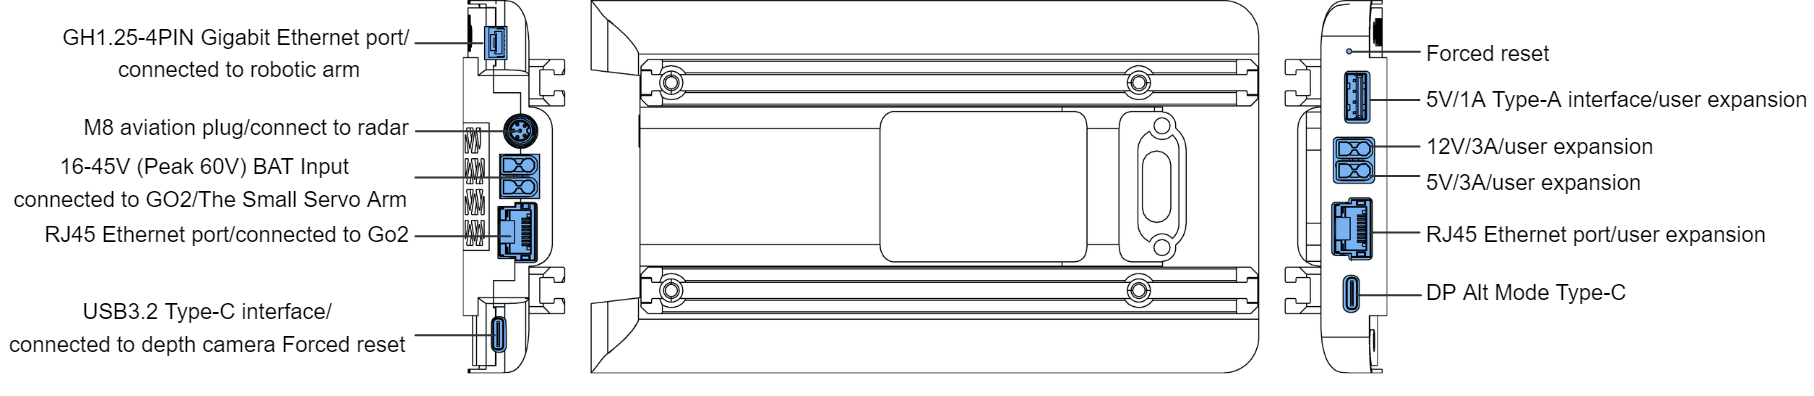 GH1.25-4PIN Gigabit Ethernet port/
connected to robotic arm
M8 aviation plug/connect to radar
16-45V (Peak 60V) BAT Input
connected to GO2/The Small Servo Arm
RJ45 Ethernet port/connected to Go2
USB3.2 Type-C interface/
connected to depth camera Forced reset
Forced reset
5V/1A Type-A interface/user expansion
12V/3A/user expansion
5V/3A/user expansion
RJ45 Ethernet port/user expansion
DP Alt Mode Type-C